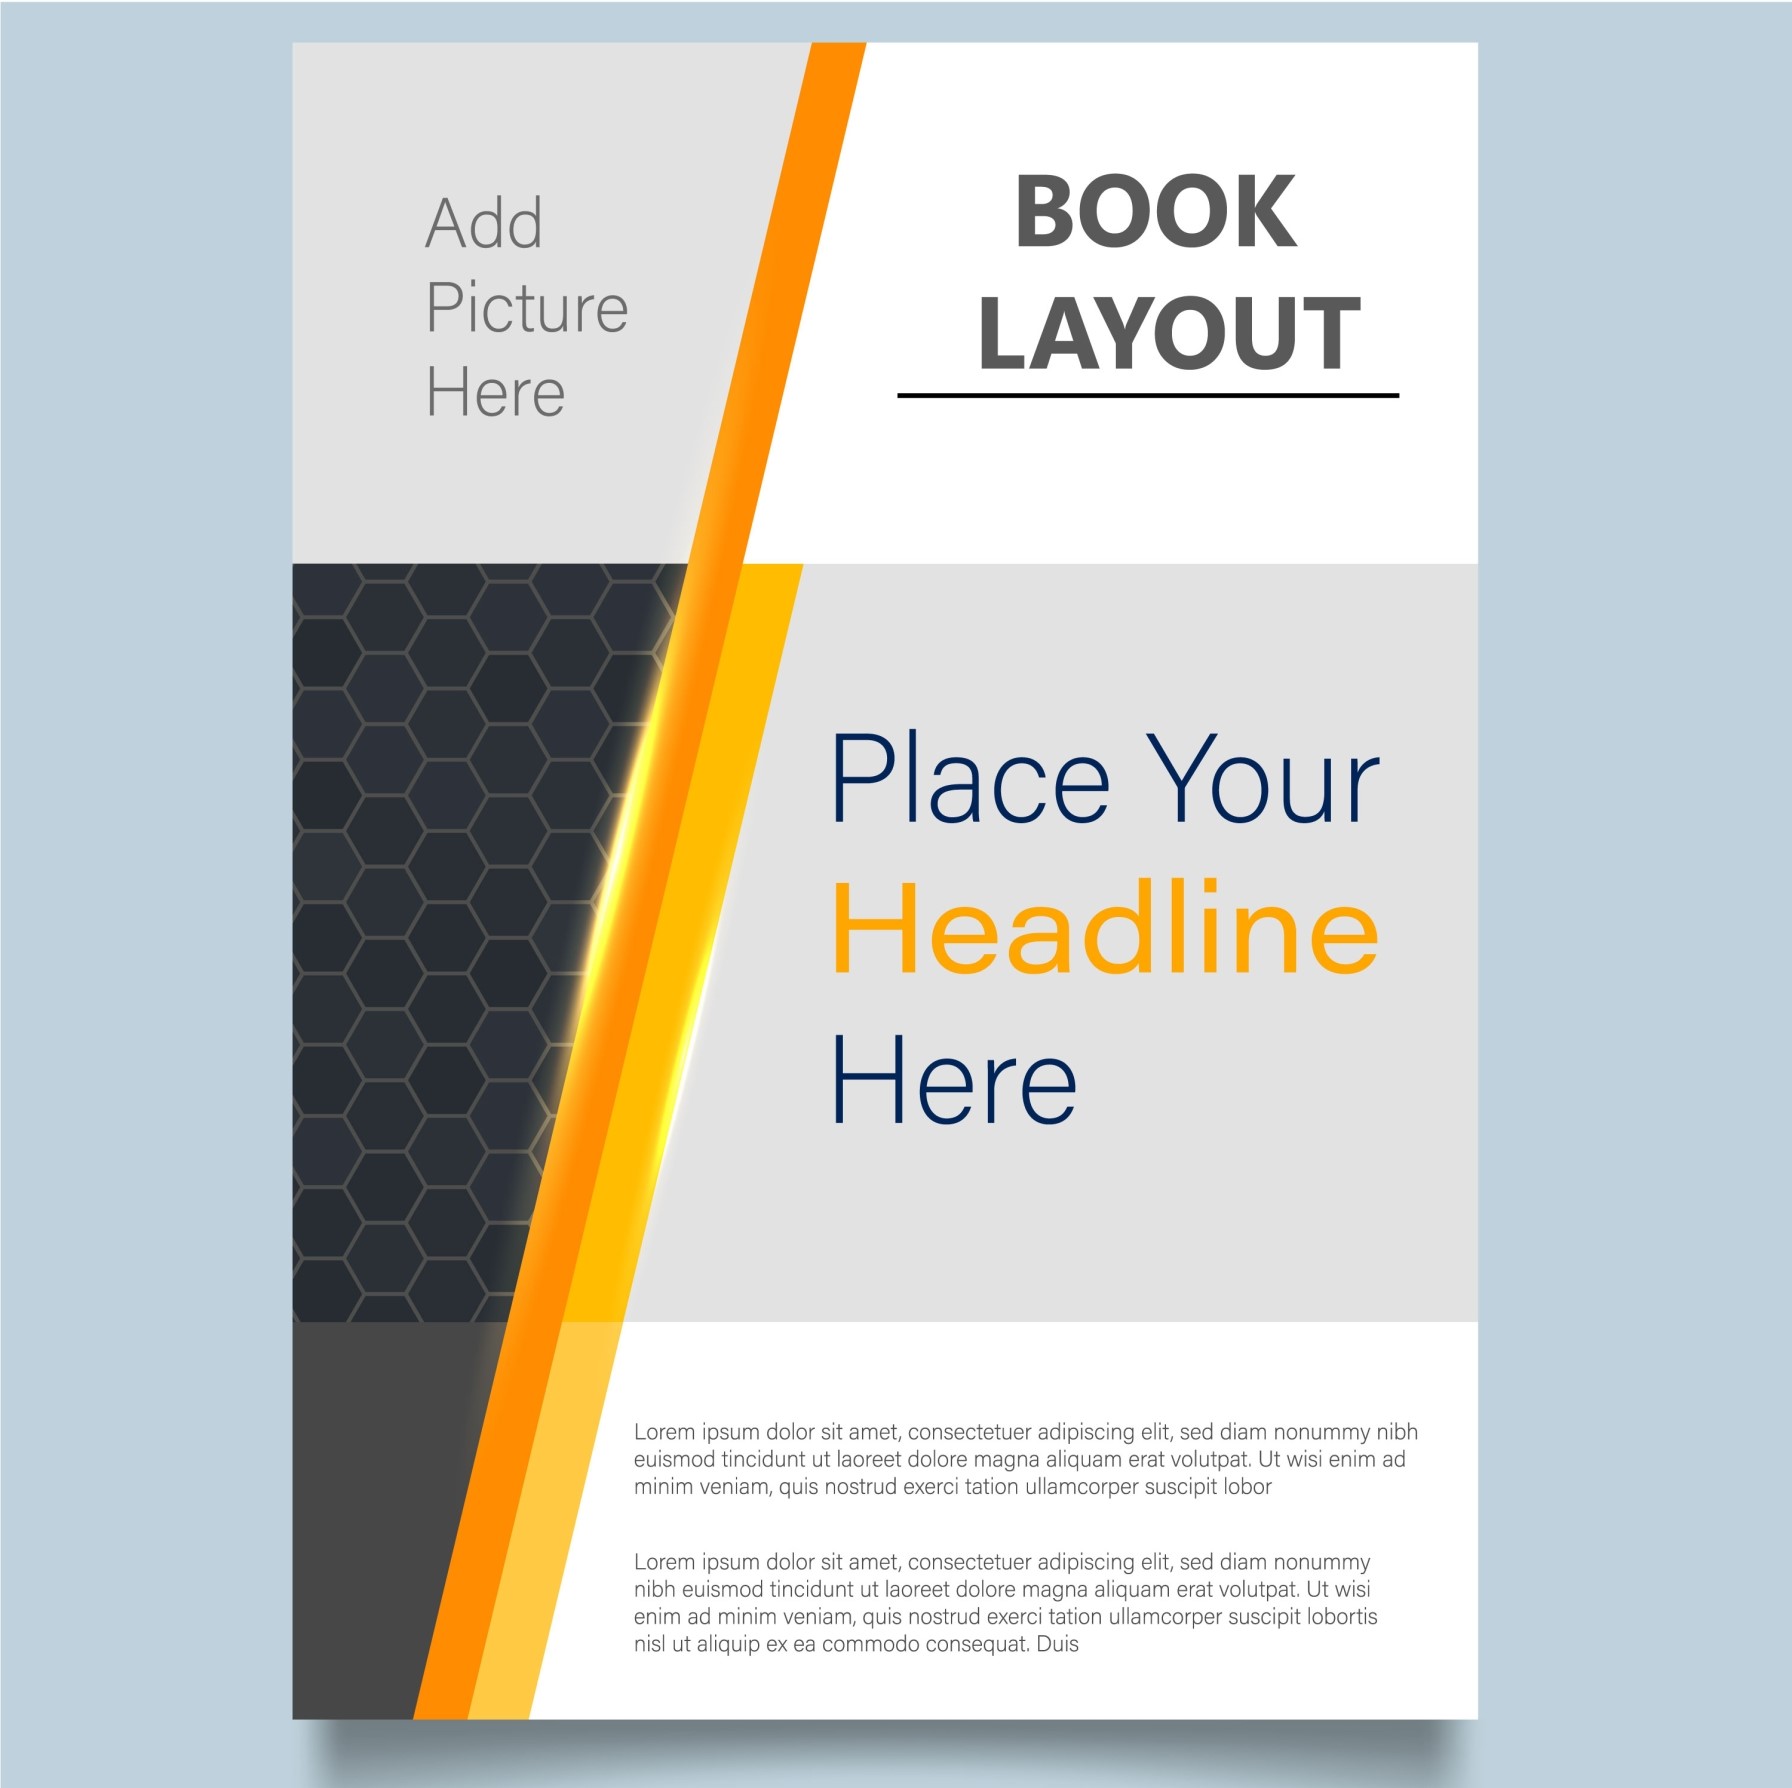 Add
Picture
Here
BOOK
LAYOUT
Place Your
Headline
Here
Lorem ipsum dolor sit amet, consectetuer adipiscing elit, sed diam nonummy nibh
euismod tincidunt ut laoreet dolore magna aliquam erat volutpat. Ut wisi enim ad
minim veniam, quis nostrud exerci tation ullamcorper suscipit lobor
Lorem ipsum dolor sit amet, consectetuer adipiscing elit, sed diam nonummy
nibh euismod tincidunt ut laoreet dolore magna aliquam erat volutpat. Ut wisi
enim ad minim veniam, quis nostrud exerci tation ullamcorper suscipit lobortis
nisl ut aliquip ex ea commodo consequat. Duis